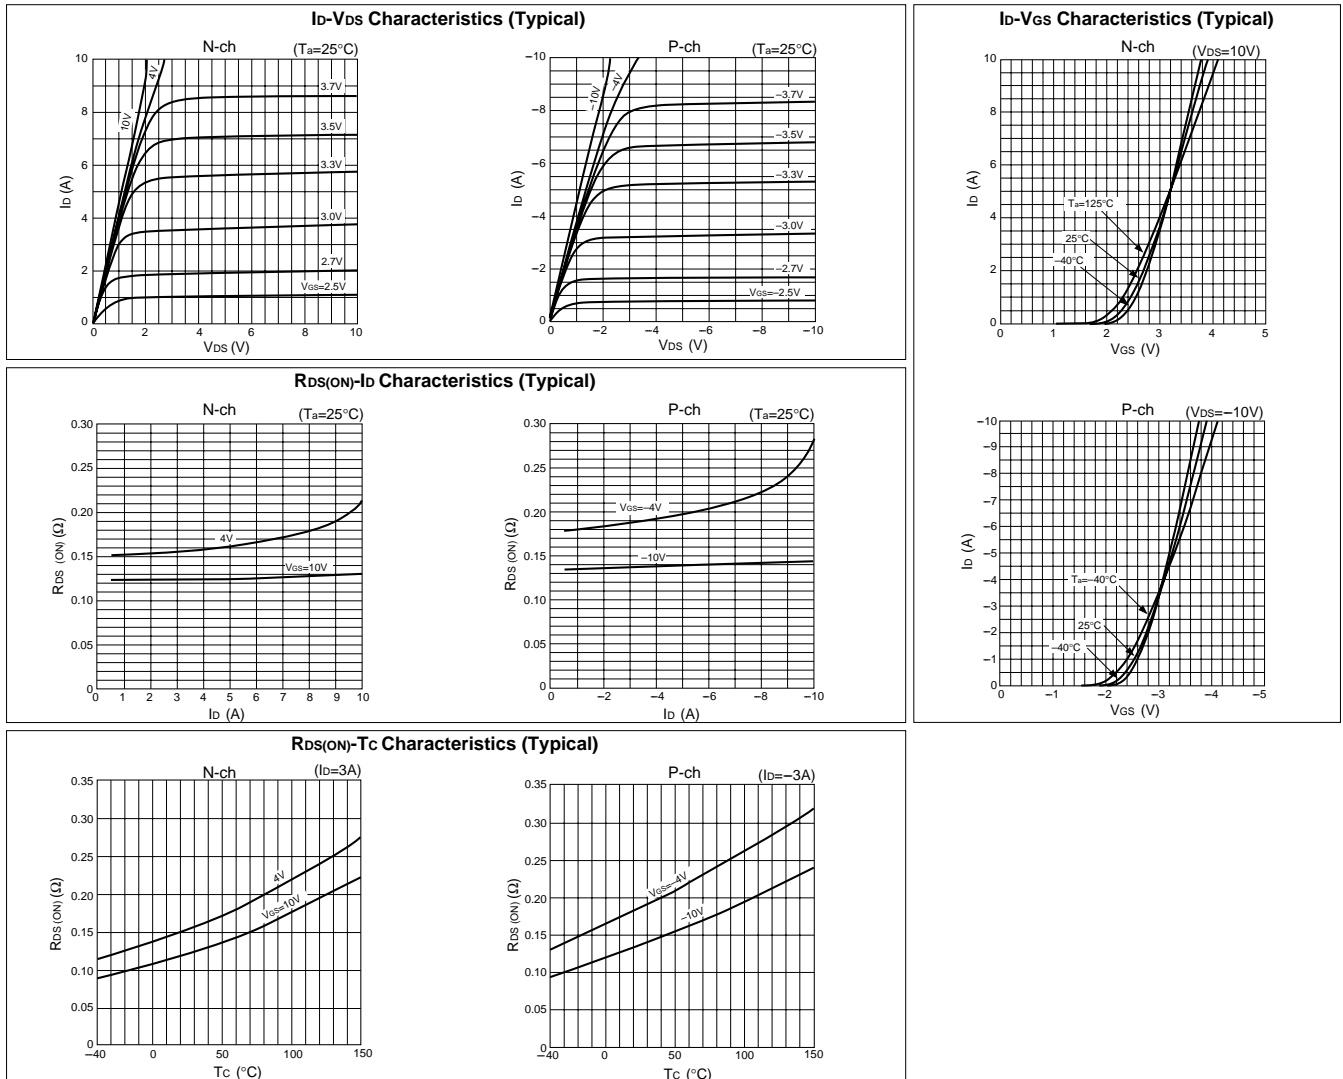 ID-VDS Characteristics (Typical)
N-ch
(Ta=25°C)
10
8
6
4
2
0
ID (A)
10V
4V
3.7V
3.5V
3.3V
3.0V
2.7V
VGS=2.5V
0
2
4
6
8
10
VDS (V)
P-ch
(Ta=25°C)
–10
–8
–6
–4
–2
0
ID (A)
–10V
–4V
–3.7V
–3.5V
–3.3V
–3.0V
–2.7V
VGS=–2.5V
0
–2
–4
–6
–8
–10
VDS (V)
ID-VGS Characteristics (Typical)
N-ch
(VDS=10V)
10
8
6
4
2
0
ID (A)
Ta=125°C
25°C
–40°C
0
1
2
3
4
5
VGS (V)
P-ch
(VDS=–10V)
–10
–9
–8
–7
–6
–5
–4
–3
–2
–1
0
ID (A)
Ta=–40°C
25°C
–40°C
0
–1
–2
–3
–4
–5
VGS (V)
RDS(ON)-ID Characteristics (Typical)
N-ch
(Ta=25°C)
0.30
0.25
0.20
0.15
0.10
0.05
0
RDS (ON) (Ω)
4V
VGS=10V
0
1
2
3
4
5
6
7
8
9
10
ID (A)
P-ch
(Ta=25°C)
0.30
0.25
0.20
0.15
0.10
0.05
0
RDS (ON) (Ω)
VGS=–4V
–10V
0
–2
–4
–6
–8
–10
ID (A)
RDS(ON)-TC Characteristics (Typical)
N-ch
(ID=3A)
0.35
0.30
0.25
0.20
0.15
0.10
0.05
0
RDS (ON) (Ω)
4V
VGS=10V
–40
0
50
100
150
TC (°C)
P-ch
(ID=–3A)
0.35
0.30
0.25
0.20
0.15
0.10
0.05
0
RDS (ON) (Ω)
VGS=–4V
–10V
–40
0
50
100
150
TC (°C)